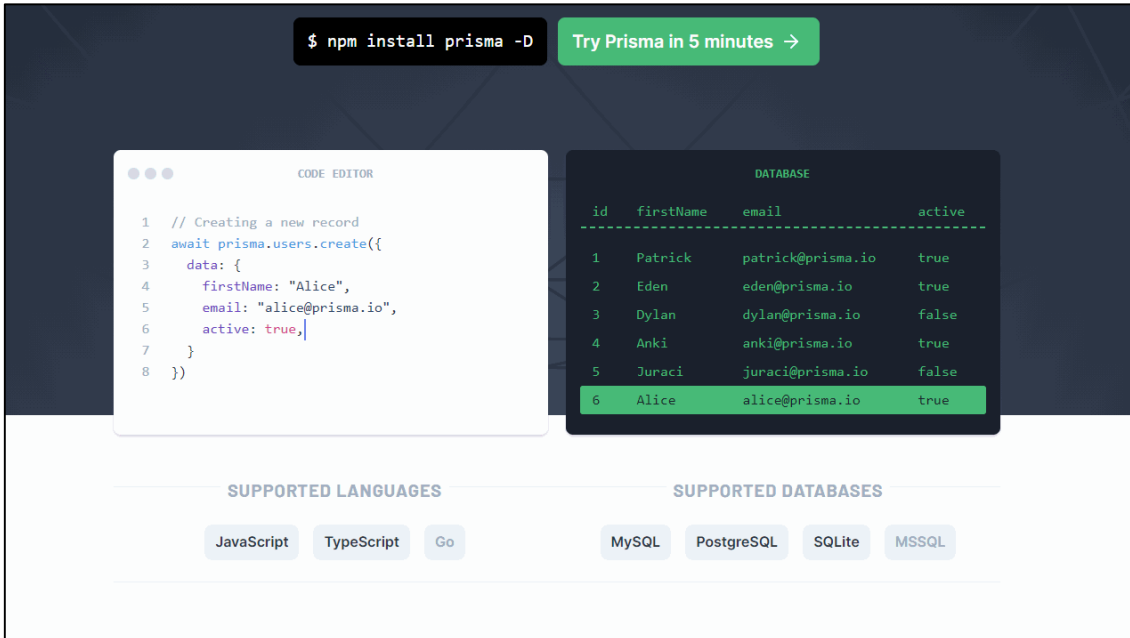 $ npm install prisma -D
Try Prisma in 5 minutes →
CODE EDITOR
1 // Creating a new record
2 await prisma.users.create({
3 data: {
4 firstName: "Alice",
5 email: "alice@prisma.io",
6 active: true,
7 }
8 })
DATABASE
id firstName email active
1 Patrick patrick@prisma.io true
2 Eden eden@prisma.io true
3 Dylan dylan@prisma.io false
4 Anki anki@prisma.io true
5 Juraci juraci@prisma.io false
6 Alice alice@prisma.io true
SUPPORTED LANGUAGES
JavaScript TypeScript Go
SUPPORTED DATABASES
MySQL PostgreSQL SQLite MSSQL